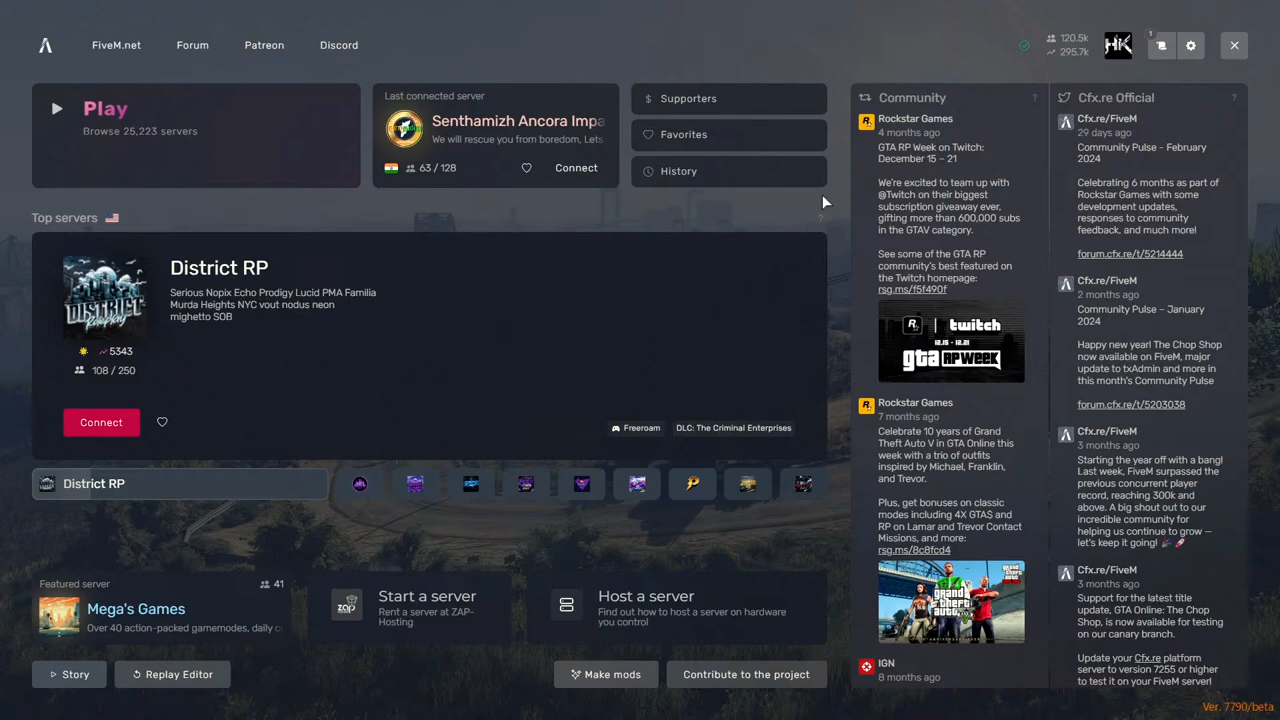 FiveM.net
Forum
Patreon
Discord
120.5k
295.7k
HK
1
Play
Browse 25,223 servers
Last connected server
Senthamizh Ancora Impa
We will rescue you from boredom, Lets
63 / 128
Connect
Supporters
Favorites
History
Top servers
?
District RP
Serious Nopix Echo Prodigy Lucid PMA Familia
Murda Heights NYC vout nodus neon
mighetto SOB
DISTRICT
Roleplay
5343
108 / 250
Connect
Freeroam
DLC: The Criminal Enterprises
District RP
Featured server
41
Mega's Games
Over 40 action-packed gamemodes, daily c
ZAP
Start a server
Rent a server at ZAP-
Hosting
Host a server
Find out how to host a server on hardware
you control
Story
Replay Editor
Make mods
Contribute to the project
Community
?
Rockstar Games
4 months ago
GTA RP Week on Twitch:
December 15 – 21
We're excited to team up with
@Twitch on their biggest
subscription giveaway ever,
gifting more than 600,000 subs
in the GTAV category.
See some of the GTA RP
community's best featured on
the Twitch homepage:
rsg.ms/f5f490f
R* | twitch
12.15 - 12.21
gta RP WEEK
Rockstar Games
7 months ago
Celebrate 10 years of Grand
Theft Auto V in GTA Online this
week with a trio of outfits
inspired by Michael, Franklin,
and Trevor.
Plus, get bonuses on classic
modes including 4X GTA$ and
RP on Lamar and Trevor Contact
Missions, and more:
rsg.ms/8c8fcd4
grand
theft
auto
IGN
8 months ago
Cfx.re Official
?
Cfx.re/FiveM
29 days ago
Community Pulse - February
2024
Celebrating 6 months as part of
Rockstar Games with some
development updates,
responses to community
feedback, and much more!
forum.cfx.re/t/5214444
Cfx.re/FiveM
2 months ago
Community Pulse – January
2024
Happy new year! The Chop Shop
now available on FiveM, major
update to txAdmin and more in
this month's Community Pulse
forum.cfx.re/t/5203038
Cfx.re/FiveM
3 months ago
Starting the year off with a bang!
Last week, FiveM surpassed the
previous concurrent player
record, reaching 300k and
above. A big shout out to our
incredible community for
helping us continue to grow —
let's keep it going! 🎉 🚀
Cfx.re/FiveM
3 months ago
Support for the latest title
update, GTA Online: The Chop
Shop, is now available for testing
on our canary branch.
Update your Cfx.re platform
server to version 7255 or higher
to test it on your FiveM server!
Ver. 7790/beta